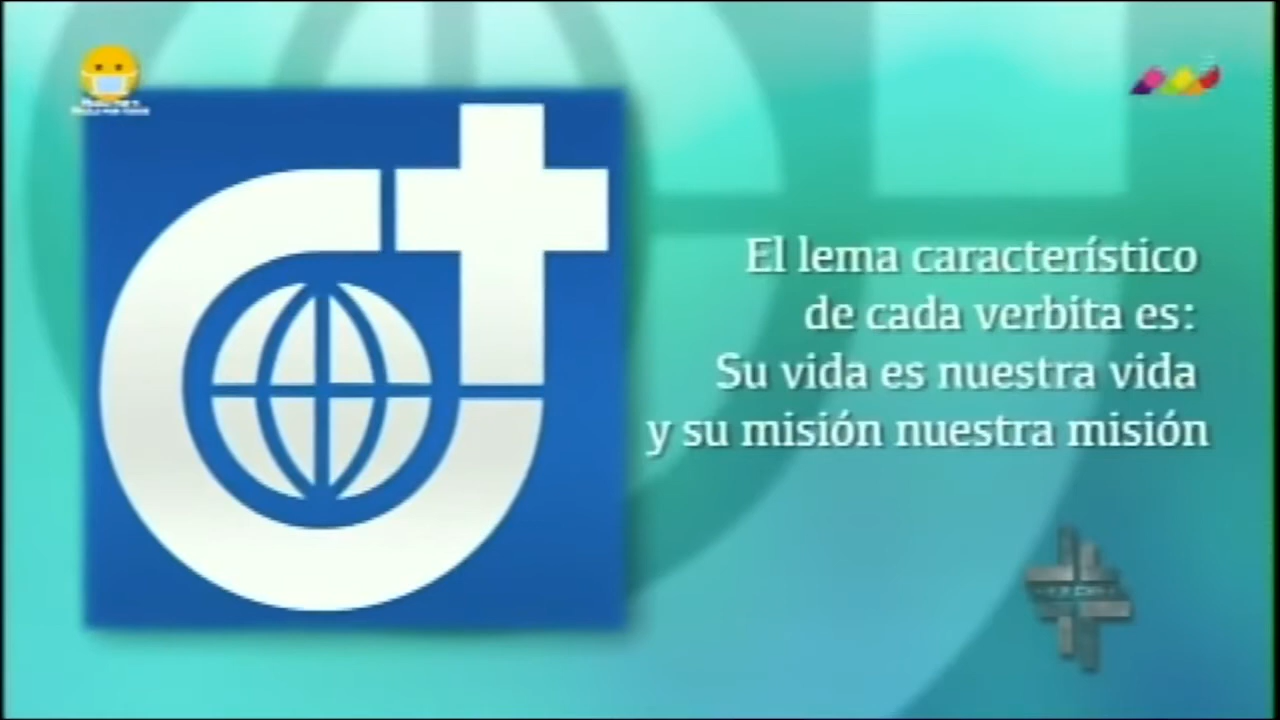 El lema característico
de cada verbita es:
Su vida es nuestra vida
y su misión nuestra misión